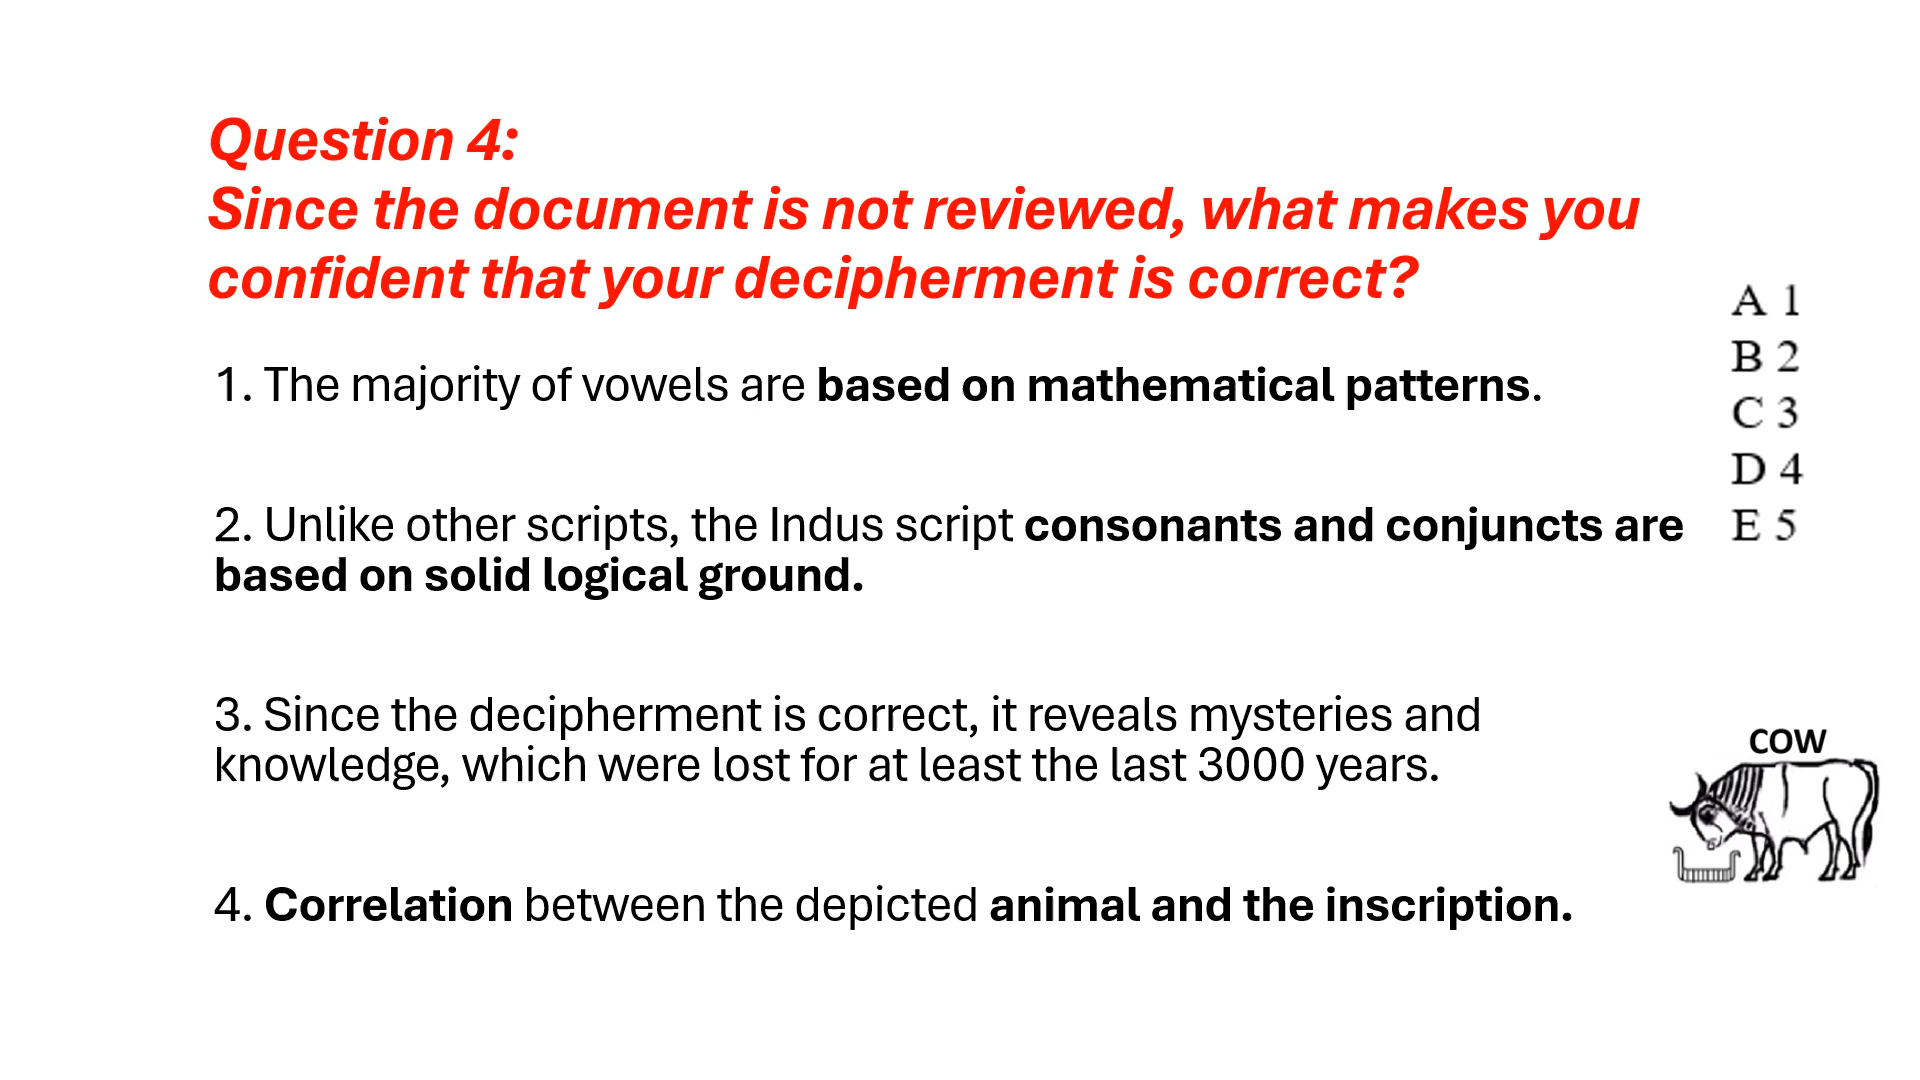 Question 4:
Since the document is not reviewed, what makes you
confident that your decipherment is correct?
1. The majority of vowels are based on mathematical patterns.
2. Unlike other scripts, the Indus script consonants and conjuncts are
based on solid logical ground.
3. Since the decipherment is correct, it reveals mysteries and
knowledge, which were lost for at least the last 3000 years.
4. Correlation between the depicted animal and the inscription.
A 1
B 2
C 3
D 4
E 5
COW